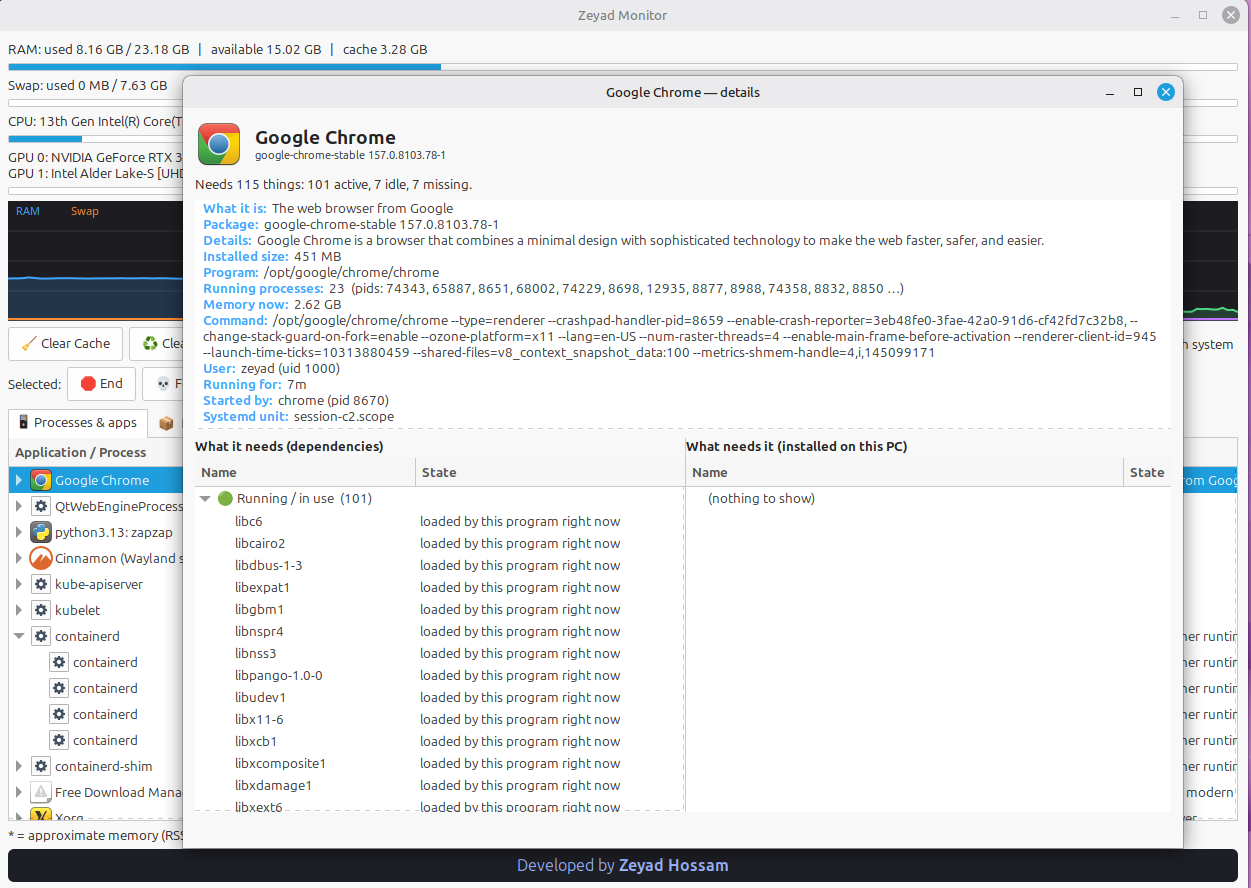 Zeyad Monitor
RAM: used 8.16 GB / 23.18 GB | available 15.02 GB | cache 3.28 GB
Swap: used 0 MB / 7.63 GB
CPU: 13th Gen Intel(R) Core(T
GPU 0: NVIDIA GeForce RTX 3
GPU 1: Intel Alder Lake-S [UHD
RAM Swap
Clear Cache
Clea
n system
Selected:
End
F
Processes & apps
Application / Process
Google Chrome
rom Goog
QtWebEngineProcess
python3.13: zapzap
Cinnamon (Wayland s
kube-apiserver
kubelet
containerd
ner runtir
containerd
ner runtir
containerd
ner runtir
containerd
ner runtir
containerd
ner runtir
containerd-shim
ner runtir
Free Download Mana
modern
Xorg
ver
* = approximate memory (RSS
Google Chrome — details
Google Chrome
google-chrome-stable 157.0.8103.78-1
Needs 115 things: 101 active, 7 idle, 7 missing.
What it is: The web browser from Google
Package: google-chrome-stable 157.0.8103.78-1
Details: Google Chrome is a browser that combines a minimal design with sophisticated technology to make the web faster, safer, and easier.
Installed size: 451 MB
Program: /opt/google/chrome/chrome
Running processes: 23 (pids: 74343, 65887, 8651, 68002, 74229, 8698, 12935, 8877, 8988, 74358, 8832, 8850 …)
Memory now: 2.62 GB
Command: /opt/google/chrome/chrome --type=renderer --crashpad-handler-pid=8659 --enable-crash-reporter=3eb48fe0-3fae-42a0-91d6-cf42fd7c32b8, --
change-stack-guard-on-fork=enable --ozone-platform=x11 --lang=en-US --num-raster-threads=4 --enable-main-frame-before-activation --renderer-client-id=945
--launch-time-ticks=10313880459 --shared-files=v8_context_snapshot_data:100 --metrics-shmem-handle=4,i,145099171
User: zeyad (uid 1000)
Running for: 7m
Started by: chrome (pid 8670)
Systemd unit: session-c2.scope
What it needs (dependencies)
Name State
Running / in use (101)
libc6 loaded by this program right now
libcairo2 loaded by this program right now
libdbus-1-3 loaded by this program right now
libexpat1 loaded by this program right now
libgbm1 loaded by this program right now
libnspr4 loaded by this program right now
libnss3 loaded by this program right now
libpango-1.0-0 loaded by this program right now
libudev1 loaded by this program right now
libx11-6 loaded by this program right now
libxcb1 loaded by this program right now
libxcomposite1 loaded by this program right now
libxdamage1 loaded by this program right now
libxext6 loaded by this program right now
What needs it (installed on this PC)
Name State
(nothing to show)
Developed by Zeyad Hossam